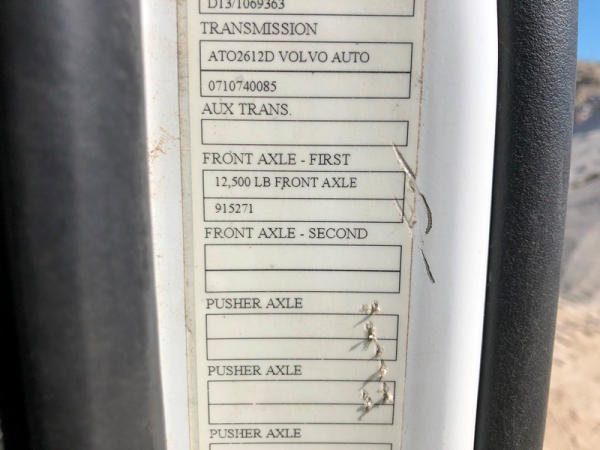 D13/1069363
TRANSMISSION
ATO2612D VOLVO AUTO
0710740085
AUX TRANS.
FRONT AXLE - FIRST
12,500 LB FRONT AXLE
915271
FRONT AXLE - SECOND
PUSHER AXLE
PUSHER AXLE
PUSHER AXLE